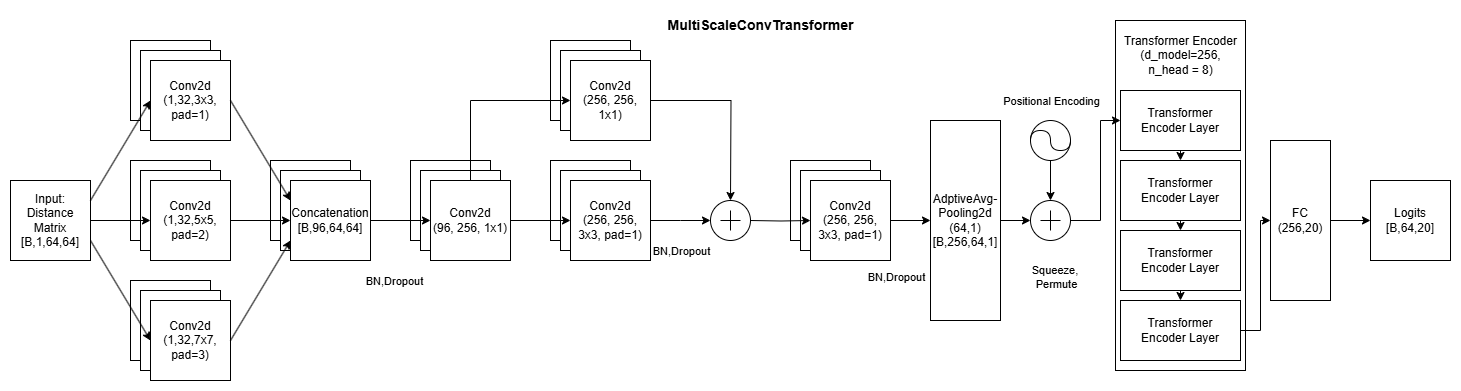 MultiScaleConvTransformer
Input:
Distance
Matrix
[B,1,64,64]
Conv2d
(1,32,3x3,
pad=1)
Conv2d
(1,32,5x5,
pad=2)
Conv2d
(1,32,7x7,
pad=3)
Concatenation
[B,96,64,64]
BN,Dropout
Conv2d
(96, 256, 1x1)
Conv2d
(256, 256,
1x1)
Conv2d
(256, 256,
3x3, pad=1)
BN,Dropout
Conv2d
(256, 256,
3x3, pad=1)
BN,Dropout
AdptiveAvg-
Pooling2d
(64,1)
[B,256,64,1]
Positional Encoding
Squeeze,
Permute
Transformer Encoder
(d_model=256,
n_head = 8)
Transformer
Encoder Layer
Transformer
Encoder Layer
Transformer
Encoder Layer
Transformer
Encoder Layer
FC
(256,20)
Logits
[B,64,20]